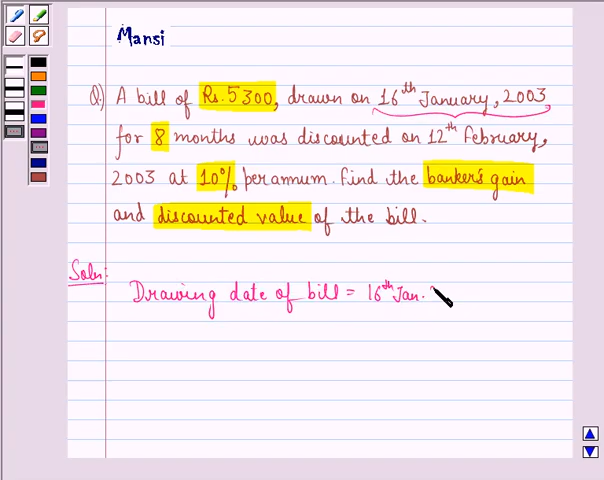 Mansi
Q.) A bill of Rs.5300, drawn on 16th January, 2003
for 8 months was discounted on 12th February,
2003 at 10% per annum. Find the banker's gain
and discounted value of the bill.
Soln:
Drawing date of bill = 16th Jan.